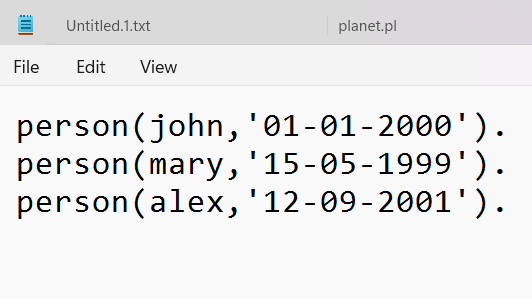 Untitled.1.txt planet.pl
File Edit View
person(john,'01-01-2000').
person(mary,'15-05-1999').
person(alex,'12-09-2001').